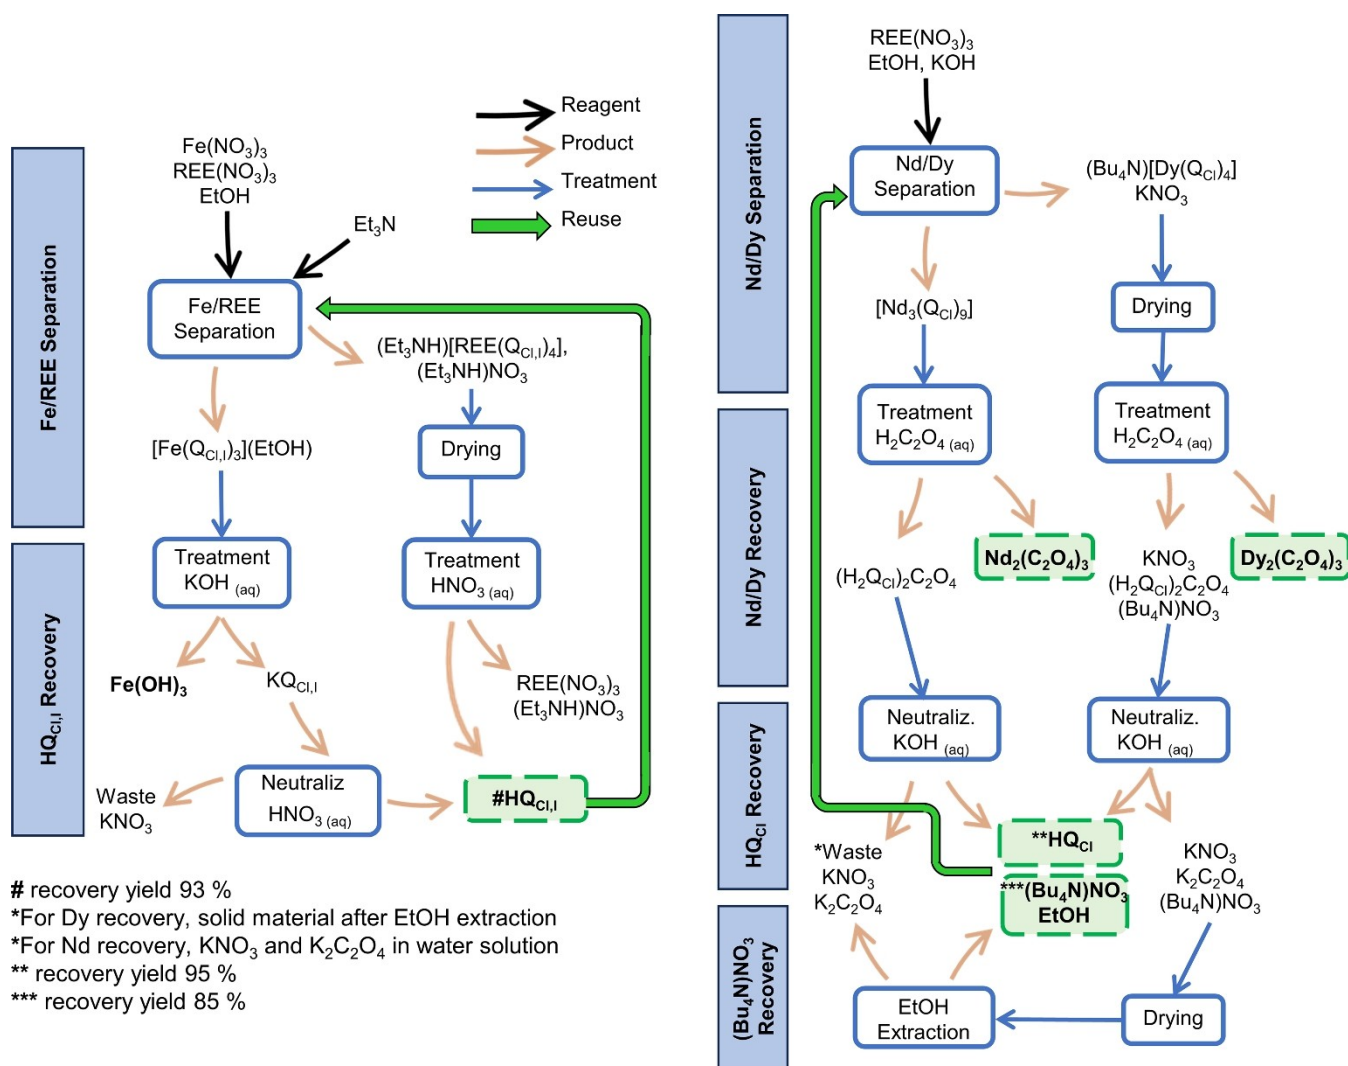 Reagent
Product
Treatment
Reuse
Fe/REE Separation
HQCl,I Recovery
Fe(NO3)3
REE(NO3)3
EtOH
Et3N
Fe/REE
Separation
(Et3NH)[REE(QCl,I)4],
(Et3NH)NO3
[Fe(QCl,I)3](EtOH)
Drying
Treatment
KOH (aq)
Treatment
HNO3 (aq)
Fe(OH)3
KQCl,I
REE(NO3)3
(Et3NH)NO3
Waste
KNO3
Neutraliz
HNO3 (aq)
#HQCl,I
# recovery yield 93 %
*For Dy recovery, solid material after EtOH extraction
*For Nd recovery, KNO3 and K2C2O4 in water solution
** recovery yield 95 %
*** recovery yield 85 %
Nd/Dy Separation
Nd/Dy Recovery
HQCl Recovery
(Bu4N)NO3
Recovery
REE(NO3)3
EtOH, KOH
Nd/Dy
Separation
(Bu4N)[Dy(QCl)4]
KNO3
[Nd3(QCl)9]
Drying
Treatment
H2C2O4 (aq)
Treatment
H2C2O4 (aq)
Nd2(C2O4)3
Dy2(C2O4)3
(H2QCl)2C2O4
KNO3
(H2QCl)2C2O4
(Bu4N)NO3
Neutraliz.
KOH (aq)
Neutraliz.
KOH (aq)
*Waste
KNO3
K2C2O4
**HQCl
***(Bu4N)NO3
EtOH
KNO3
K2C2O4
(Bu4N)NO3
EtOH
Extraction
Drying